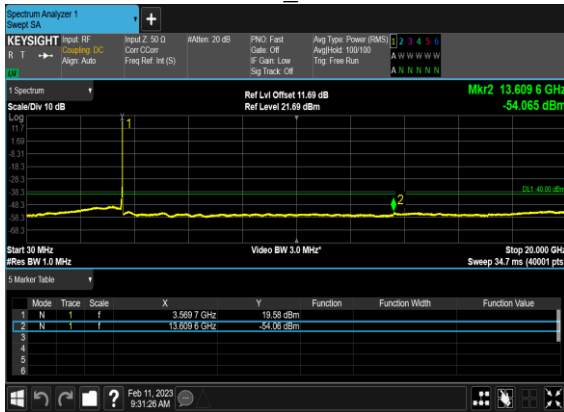 Spectrum Analyzer 1
Swept SA
+
KEYSIGHT Input: RF Input Z: 50 Ω #Atten: 20 dB PNO: Fast Avg Type: Power (RMS) 1 2 3 4 5 6
R T Coupling: DC Corr CCorr Gate: Off Avg|Hold: 100/100 A W W W W W
Align: Auto Freq Ref: Int (S) IF Gain: Low Trig: Free Run
Sig Track: Off A N N N N N
LXI
1 Spectrum Ref Lvl Offset 11.69 dB Mkr2 13.609 6 GHz
Scale/Div 10 dB Ref Level 21.69 dBm -54.065 dBm
Log
11.7
1.69
-8.31
-18.3
-28.3
-38.3
-48.3
-58.3
-68.3
1
2
DL1 -40.00 dBm
Start 30 MHz Video BW 3.0 MHz* Stop 20.000 GHz
#Res BW 1.0 MHz Sweep 34.7 ms (40001 pts)
5 Marker Table
Mode Trace Scale X Y Function Function Width Function Value
1 N 1 f 3.569 7 GHz 19.58 dBm
2 N 1 f 13.609 6 GHz -54.06 dBm
3
4
5
6
? Feb 11, 2023
9:31:26 AM